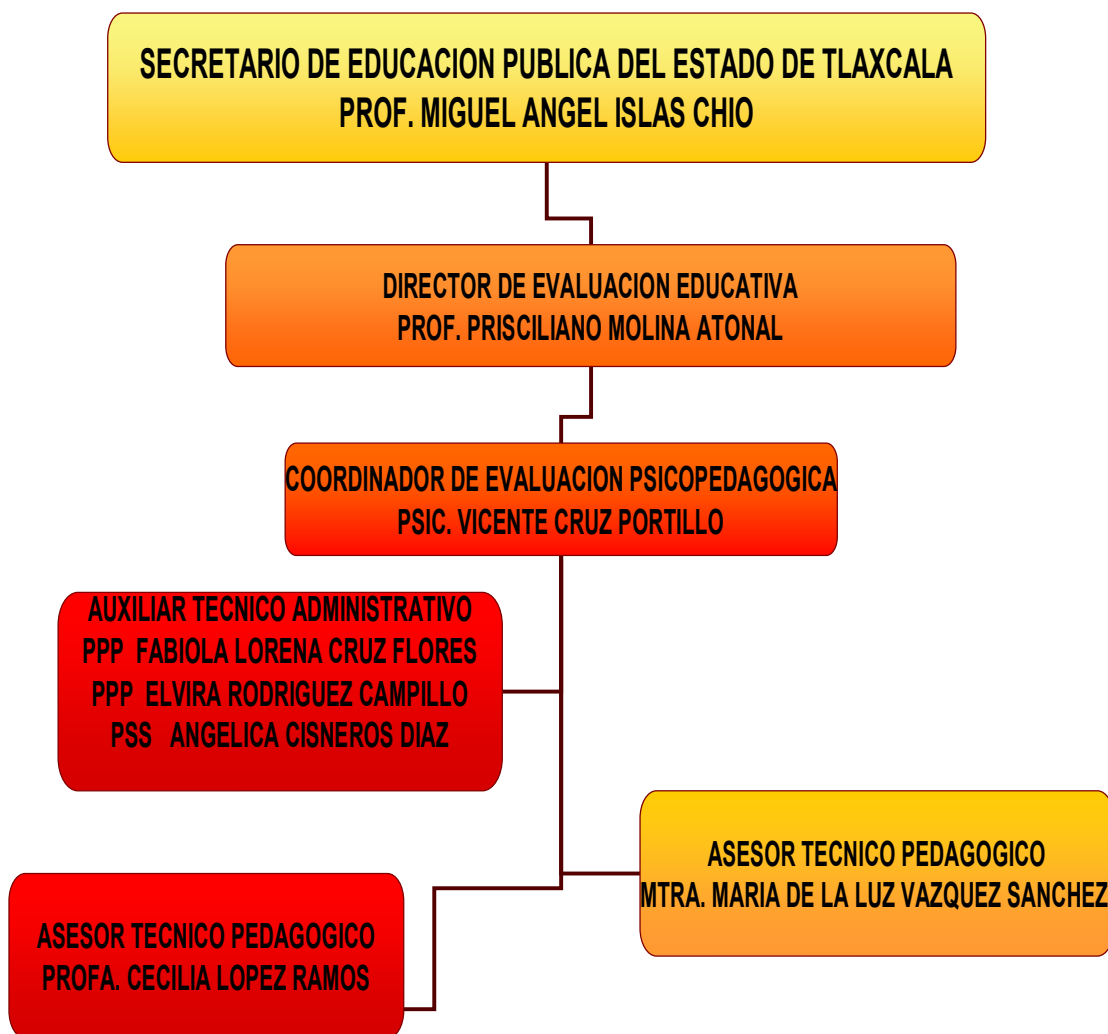 SECRETARIO DE EDUCACION PUBLICA DEL ESTADO DE TLAXCALA
PROF. MIGUEL ANGEL ISLAS CHIO
DIRECTOR DE EVALUACION EDUCATIVA
PROF. PRISCILIANO MOLINA ATONAL
COORDINADOR DE EVALUACION PSICOPEDAGOGICA
PSIC. VICENTE CRUZ PORTILLO
AUXILIAR TECNICO ADMINISTRATIVO
PPP FABIOLA LORENA CRUZ FLORES
PPP ELVIRA RODRIGUEZ CAMPILLO
PSS ANGELICA CISNEROS DIAZ
ASESOR TECNICO PEDAGOGICO
MTRA. MARIA DE LA LUZ VAZQUEZ SANCHEZ
ASESOR TECNICO PEDAGOGICO
PROFA. CECILIA LOPEZ RAMOS